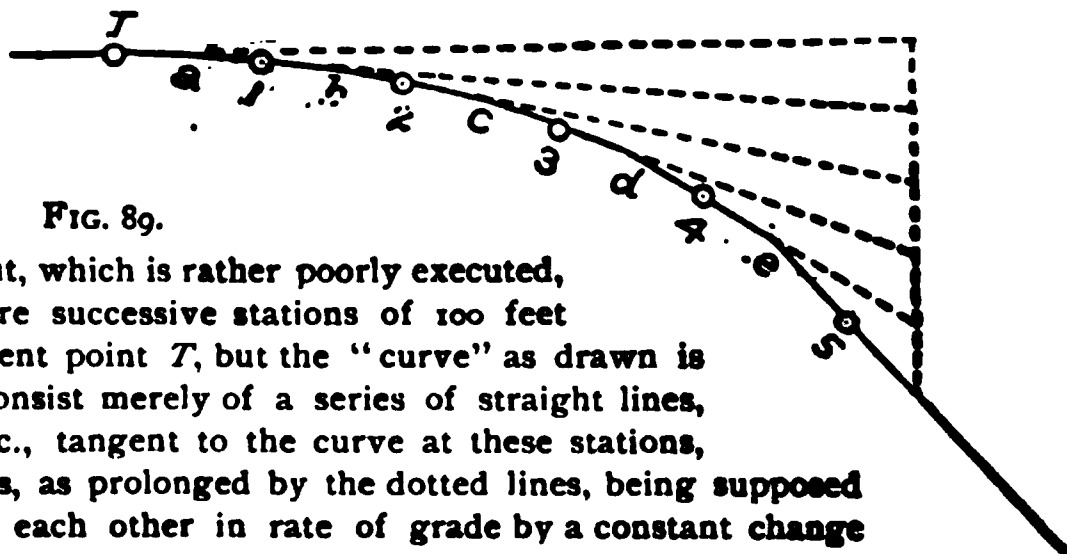 T
a 1 h 2 C 3 d 4 e 5
FIG. 89.
t, which is rather poorly executed,
re successive stations of 100 feet
ent point T, but the "curve" as drawn is
onsist merely of a series of straight lines,
c., tangent to the curve at these stations,
s, as prolonged by the dotted lines, being supposed
each other in rate of grade by a constant change